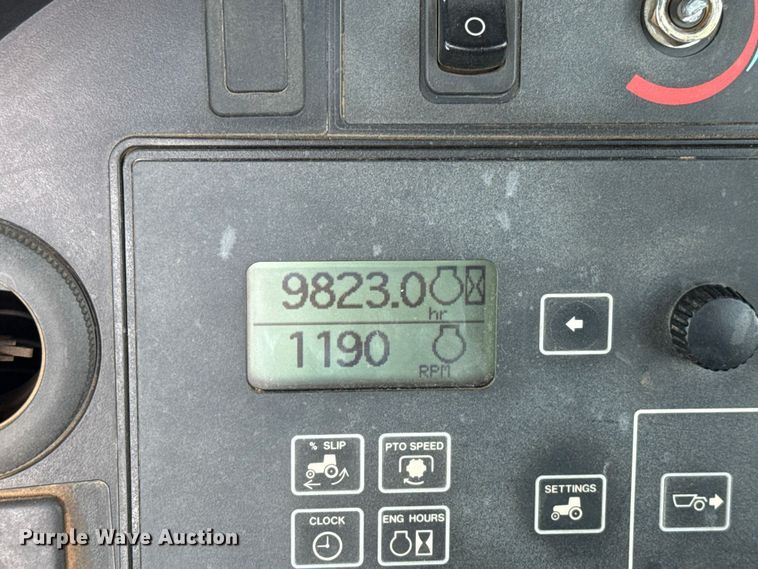 9823.0
hr
1190
RPM
% SLIP
PTO SPEED
CLOCK
ENG HOURS
SETTINGS
Purple Wave Auction